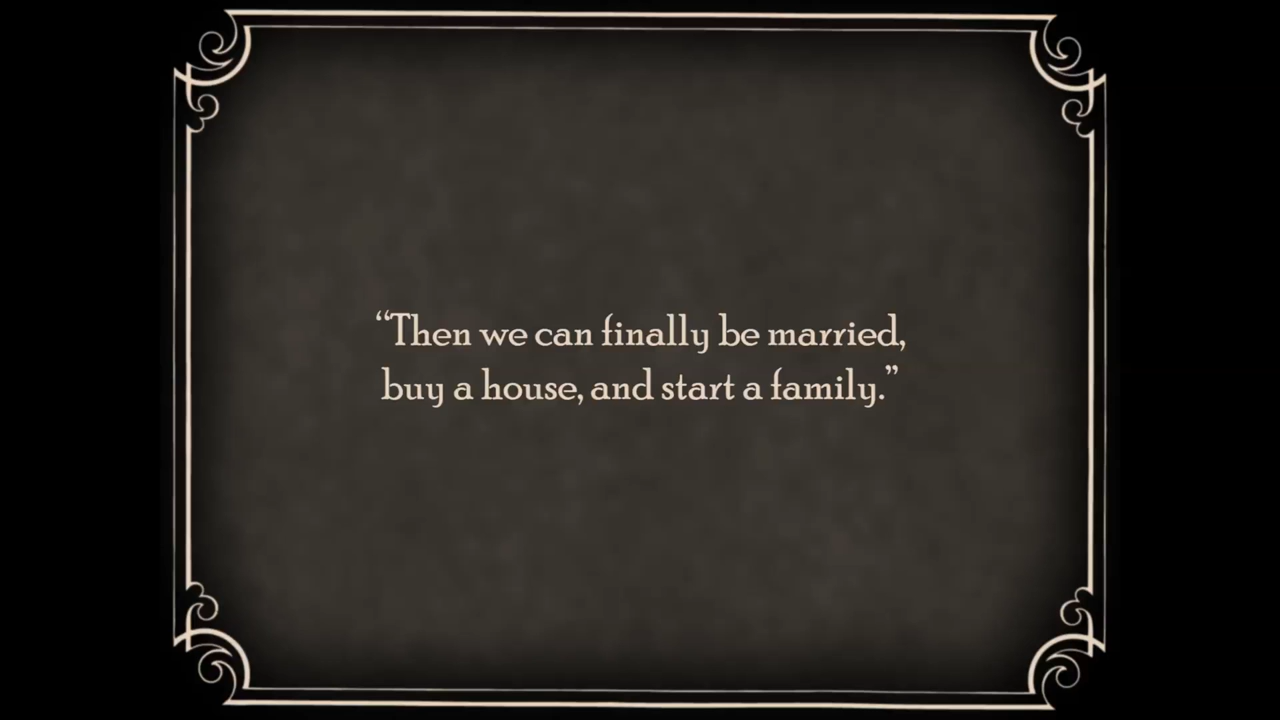 “Then we can finally be married,
buy a house, and start a family.”